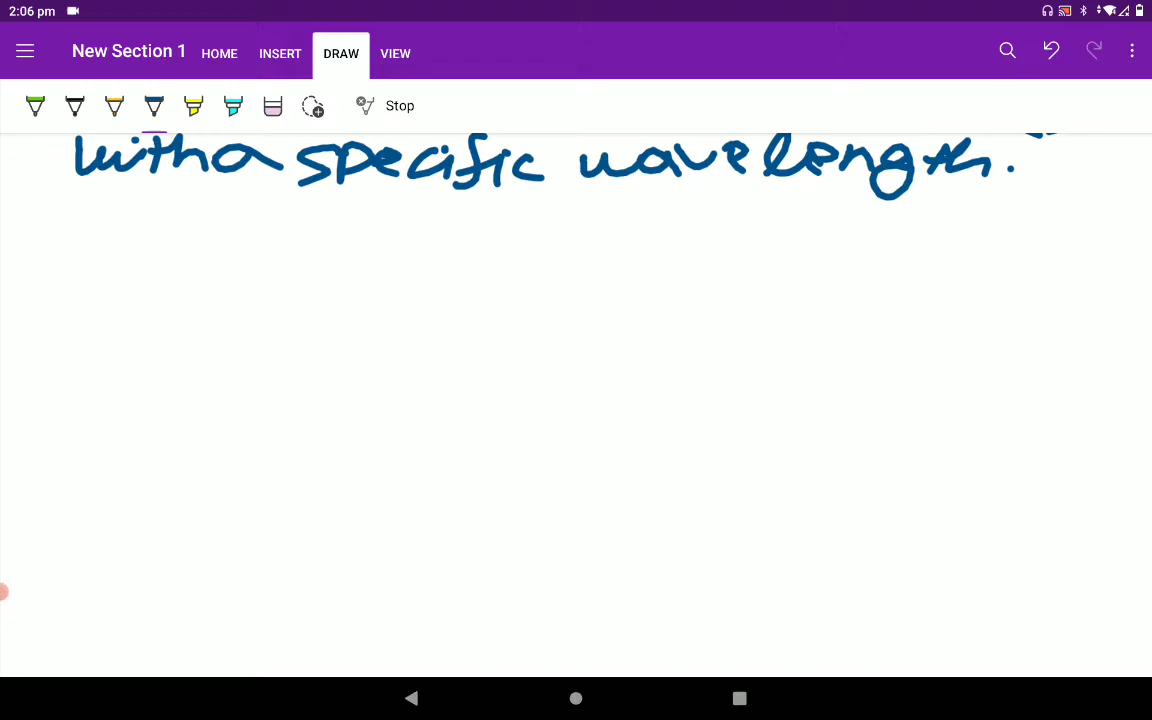 2:06 pm
New Section 1 HOME INSERT DRAW VIEW
Stop
with a specific wavelength.